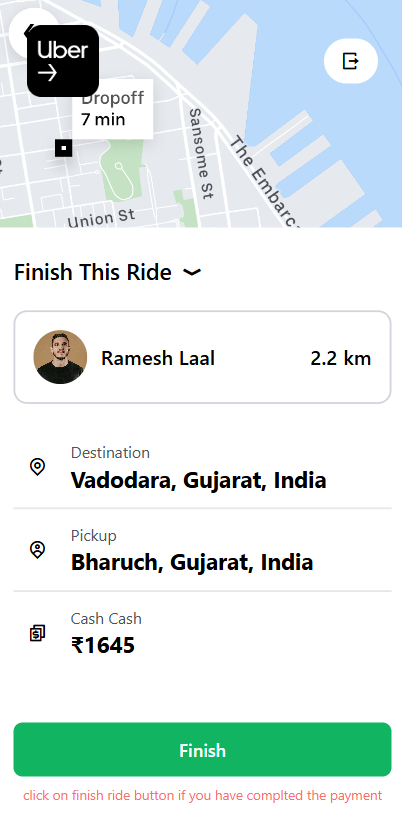 Uber
Dropoff
7 min
Sansome St
The Embarc
Union St
Finish This Ride
Ramesh Laal 2.2 km
Destination
Vadodara, Gujarat, India
Pickup
Bharuch, Gujarat, India
Cash Cash
₹1645
Finish
click on finish ride button if you have complted the payment